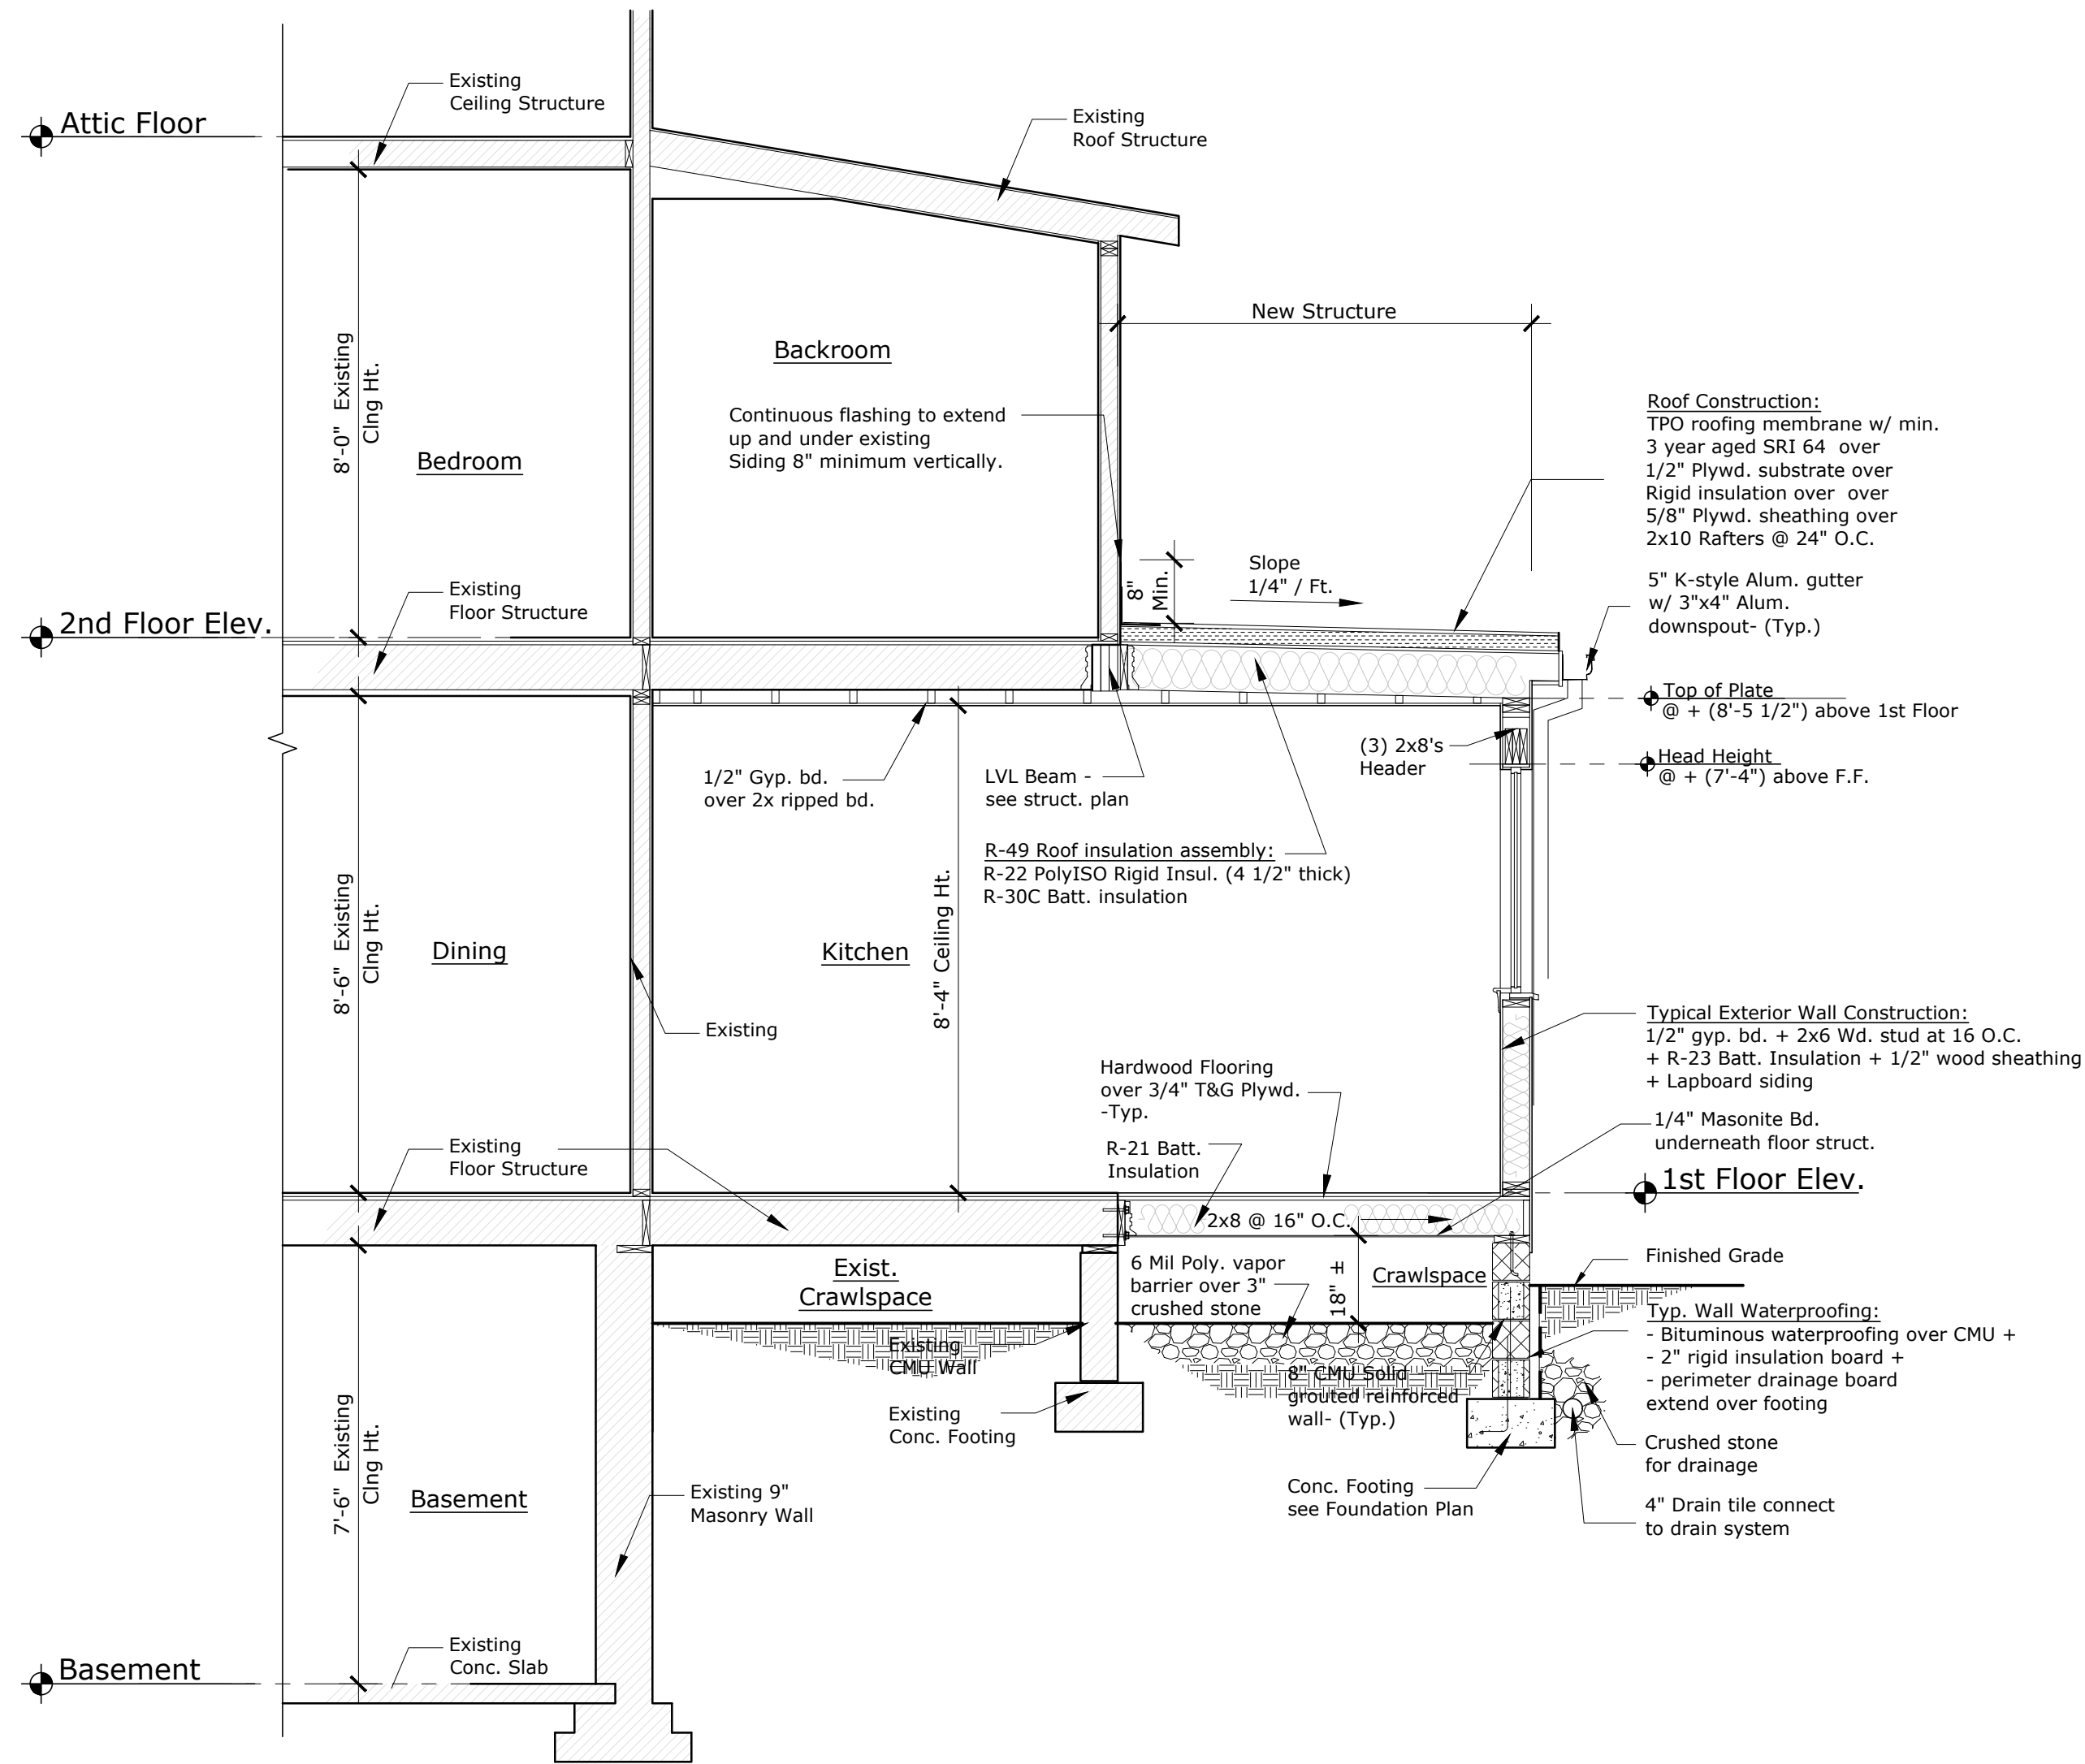 Existing
Ceiling Structure
Attic Floor
Existing
Roof Structure
New Structure
8'-0" Existing
Clng Ht.
Backroom
Continuous flashing to extend
up and under existing
Siding 8" minimum vertically.
Bedroom
Roof Construction:
TPO roofing membrane w/ min.
3 year aged SRI 64 over
1/2" Plywd. substrate over
Rigid insulation over over
5/8" Plywd. sheathing over
2x10 Rafters @ 24" O.C.
8"
Min.
Slope
1/4" / Ft.
5" K-style Alum. gutter
w/ 3"x4" Alum.
downspout- (Typ.)
Existing
Floor Structure
2nd Floor Elev.
Top of Plate
@ + (8'-5 1/2") above 1st Floor
Head Height
@ + (7'-4") above F.F.
(3) 2x8's
Header
1/2" Gyp. bd.
over 2x ripped bd.
LVL Beam -
see struct. plan
R-49 Roof insulation assembly:
R-22 PolyISO Rigid Insul. (4 1/2" thick)
R-30C Batt. insulation
8'-6" Existing
Clng Ht.
Dining
Kitchen
8'-4" Ceiling Ht.
Existing
Typical Exterior Wall Construction:
1/2" gyp. bd. + 2x6 Wd. stud at 16 O.C.
+ R-23 Batt. Insulation + 1/2" wood sheathing
+ Lapboard siding
Hardwood Flooring
over 3/4" T&G Plywd.
-Typ.
R-21 Batt.
Insulation
1/4" Masonite Bd.
underneath floor struct.
Existing
Floor Structure
1st Floor Elev.
2x8 @ 16" O.C.
Exist.
Crawlspace
6 Mil Poly. vapor
barrier over 3"
crushed stone
18" ±
Crawlspace
Finished Grade
Typ. Wall Waterproofing:
- Bituminous waterproofing over CMU +
- 2" rigid insulation board +
- perimeter drainage board
extend over footing
Existing
CMU Wall
8" CMU Solid
grouted reinforced
wall- (Typ.)
Existing
Conc. Footing
Crushed stone
for drainage
Conc. Footing
see Foundation Plan
4" Drain tile connect
to drain system
7'-6" Existing
Clng Ht.
Basement
Existing 9"
Masonry Wall
Existing
Conc. Slab
Basement